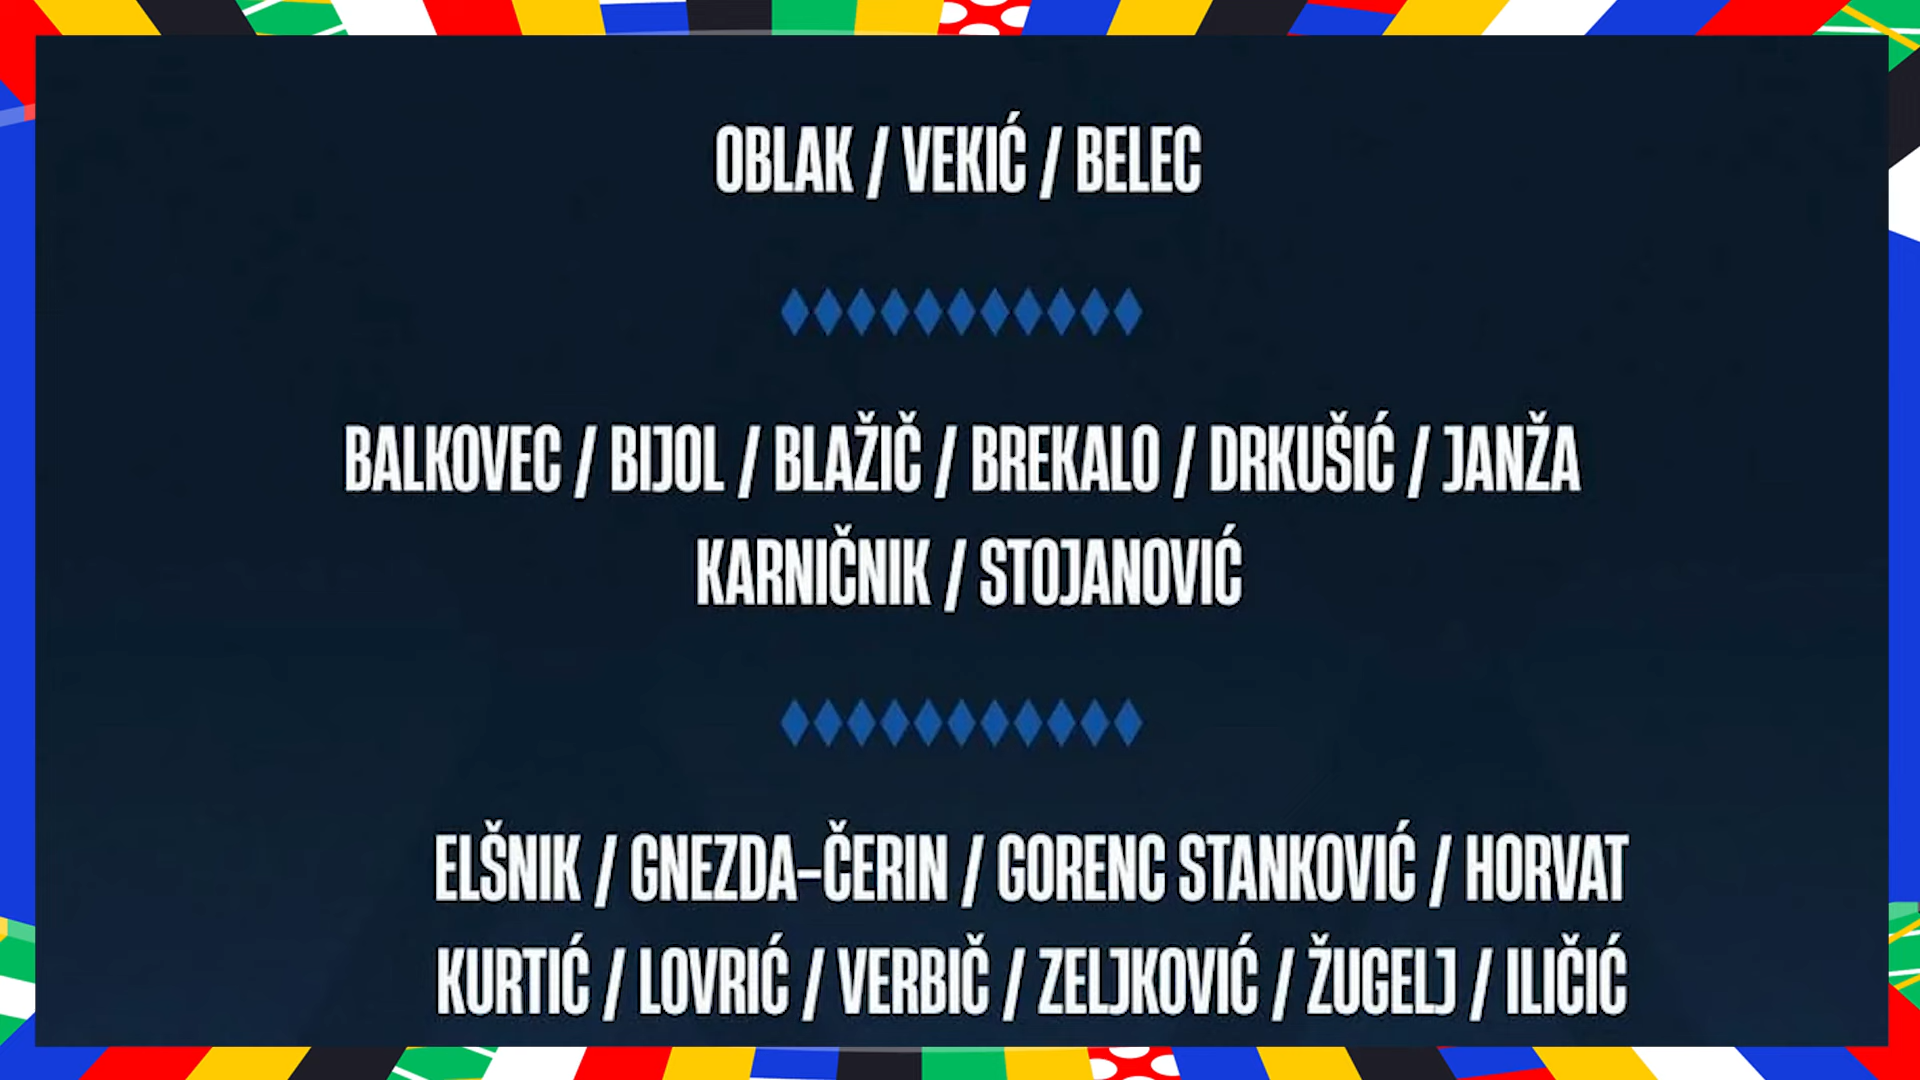 OBLAK / VEKIĆ / BELEC
BALKOVEC / BIJOL / BLAŽIČ / BREKALO / DRKUŠIĆ / JANŽA
KARNIČNIK / STOJANOVIĆ
ELŠNIK / GNEZDA-ČERIN / GORENC STANKOVIĆ / HORVAT
KURTIĆ / LOVRIĆ / VERBIČ / ZELJKOVIĆ / ŽUGELJ / ILIČIĆ